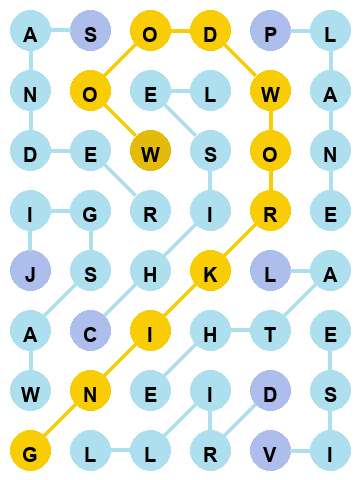 A S O D P L
N O E L W A
D E W S O N
I G R I R E
J S H K L A
A C I H T E
W N E I D S
G L L R V I